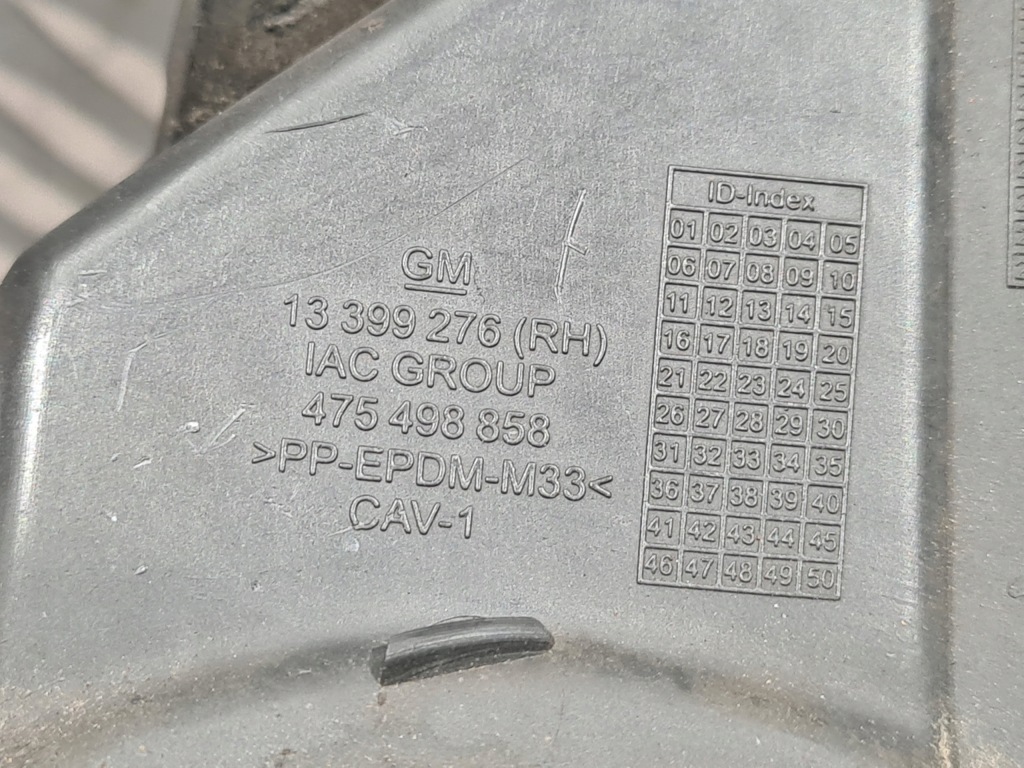 GM
13 399 276 (RH)
IAC GROUP
475 498 858
>PP-EPDM-M33<
CAV-1
ID-Index
01 02 03 04 05
06 07 08 09 10
11 12 13 14 15
16 17 18 19 20
21 22 23 24 25
26 27 28 29 30
31 32 33 34 35
36 37 38 39 40
41 42 43 44 45
46 47 48 49 50